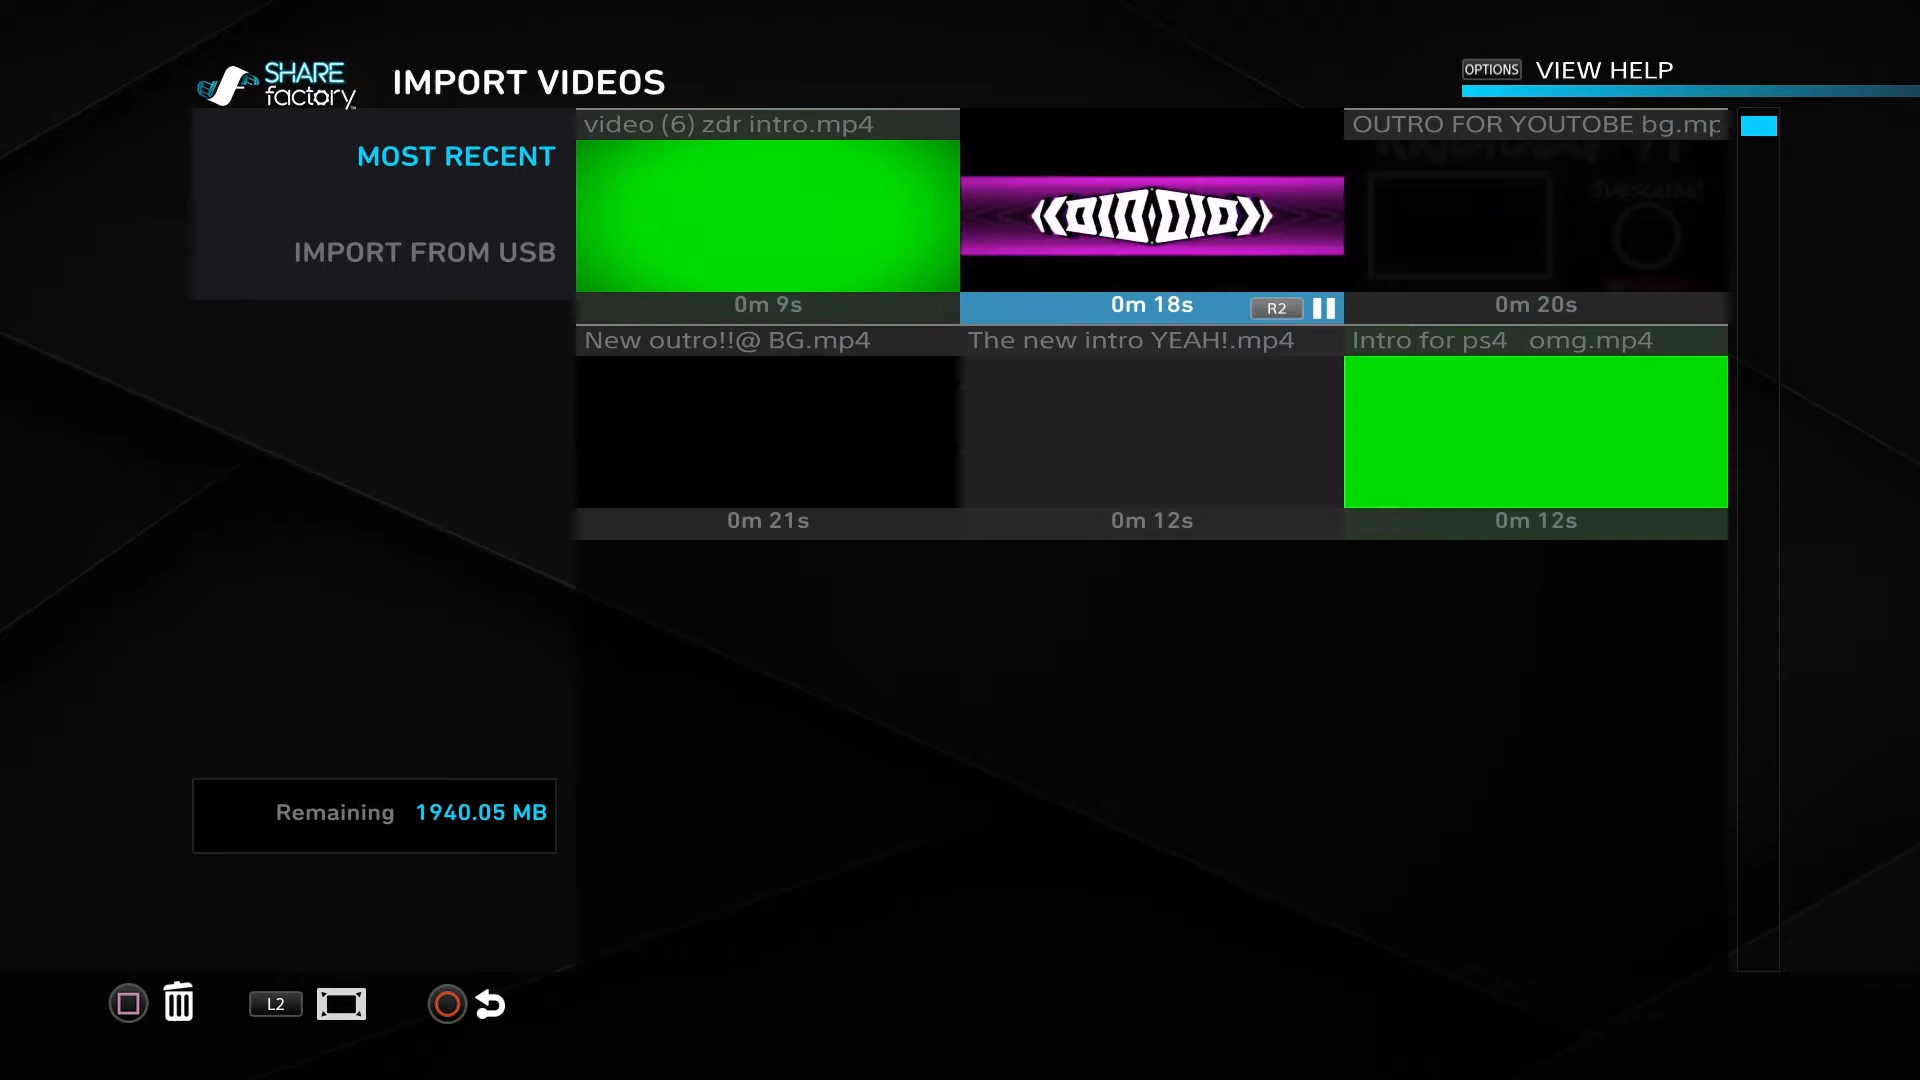 SHARE
factory™
IMPORT VIDEOS
OPTIONS VIEW HELP
MOST RECENT
IMPORT FROM USB
video (6) zdr intro.mp4
OUTRO FOR YOUTOBE bg.mp
SUBSCRIBE!
0m 9s
0m 18s
R2
0m 20s
New outro!!@ BG.mp4
The new intro YEAH!.mp4
Intro for ps4 omg.mp4
0m 21s
0m 12s
0m 12s
Remaining 1940.05 MB
L2